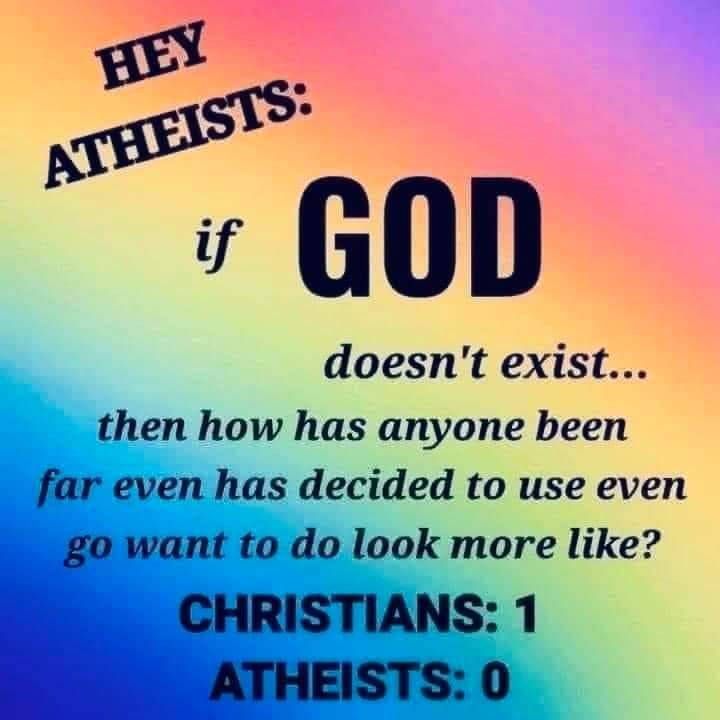 HEY
ATHEISTS:
if GOD
doesn't exist...
then how has anyone been
far even has decided to use even
go want to do look more like?
CHRISTIANS: 1
ATHEISTS: 0